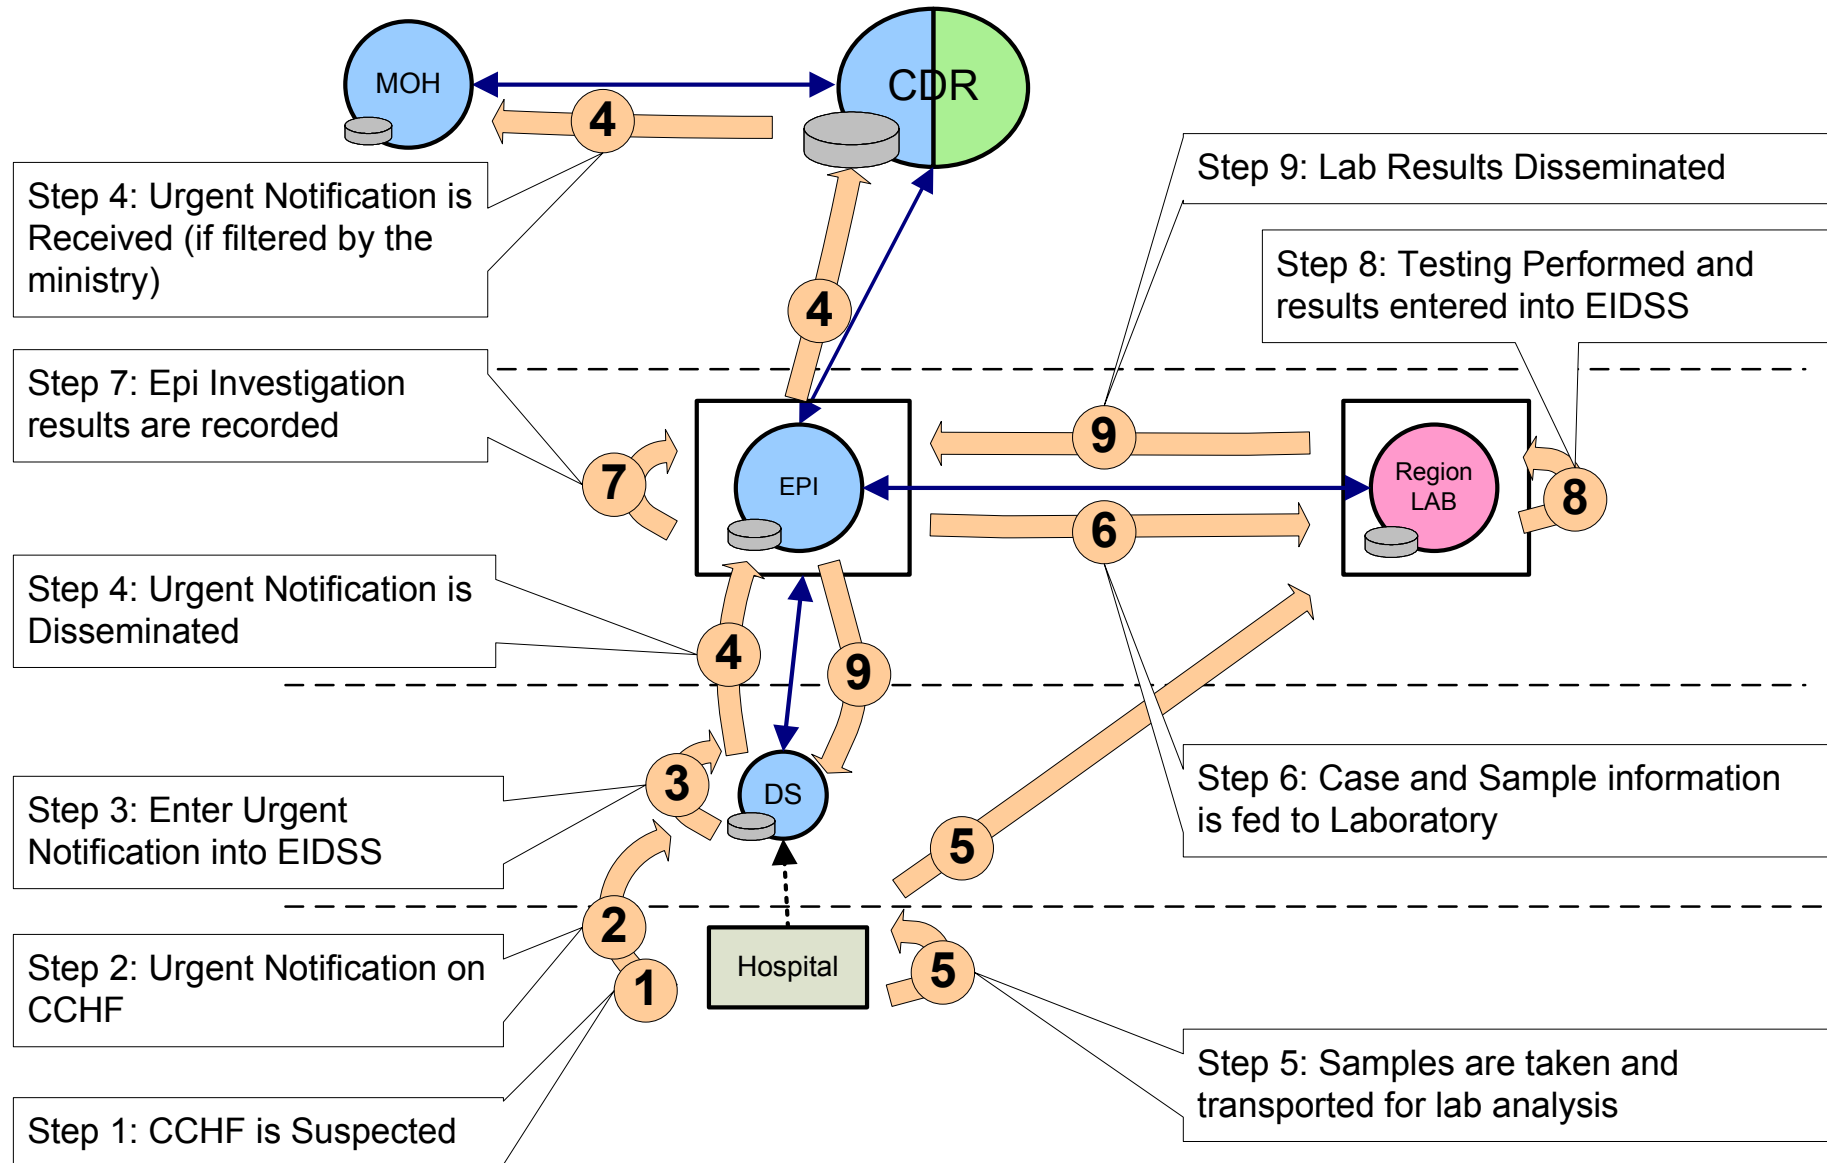 MOH
CDR
4
Step 4: Urgent Notification is
Received (if filtered by the
ministry)
Step 9: Lab Results Disseminated
Step 8: Testing Performed and
results entered into EIDSS
4
Step 7: Epi Investigation
results are recorded
9
7
EPI
Region
LAB
8
6
Step 4: Urgent Notification is
Disseminated
4
9
Step 3: Enter Urgent
Notification into EIDSS
3
DS
Step 6: Case and Sample information
is fed to Laboratory
5
2
Step 2: Urgent Notification on
CCHF
1
Hospital
5
Step 5: Samples are taken and
transported for lab analysis
Step 1: CCHF is Suspected